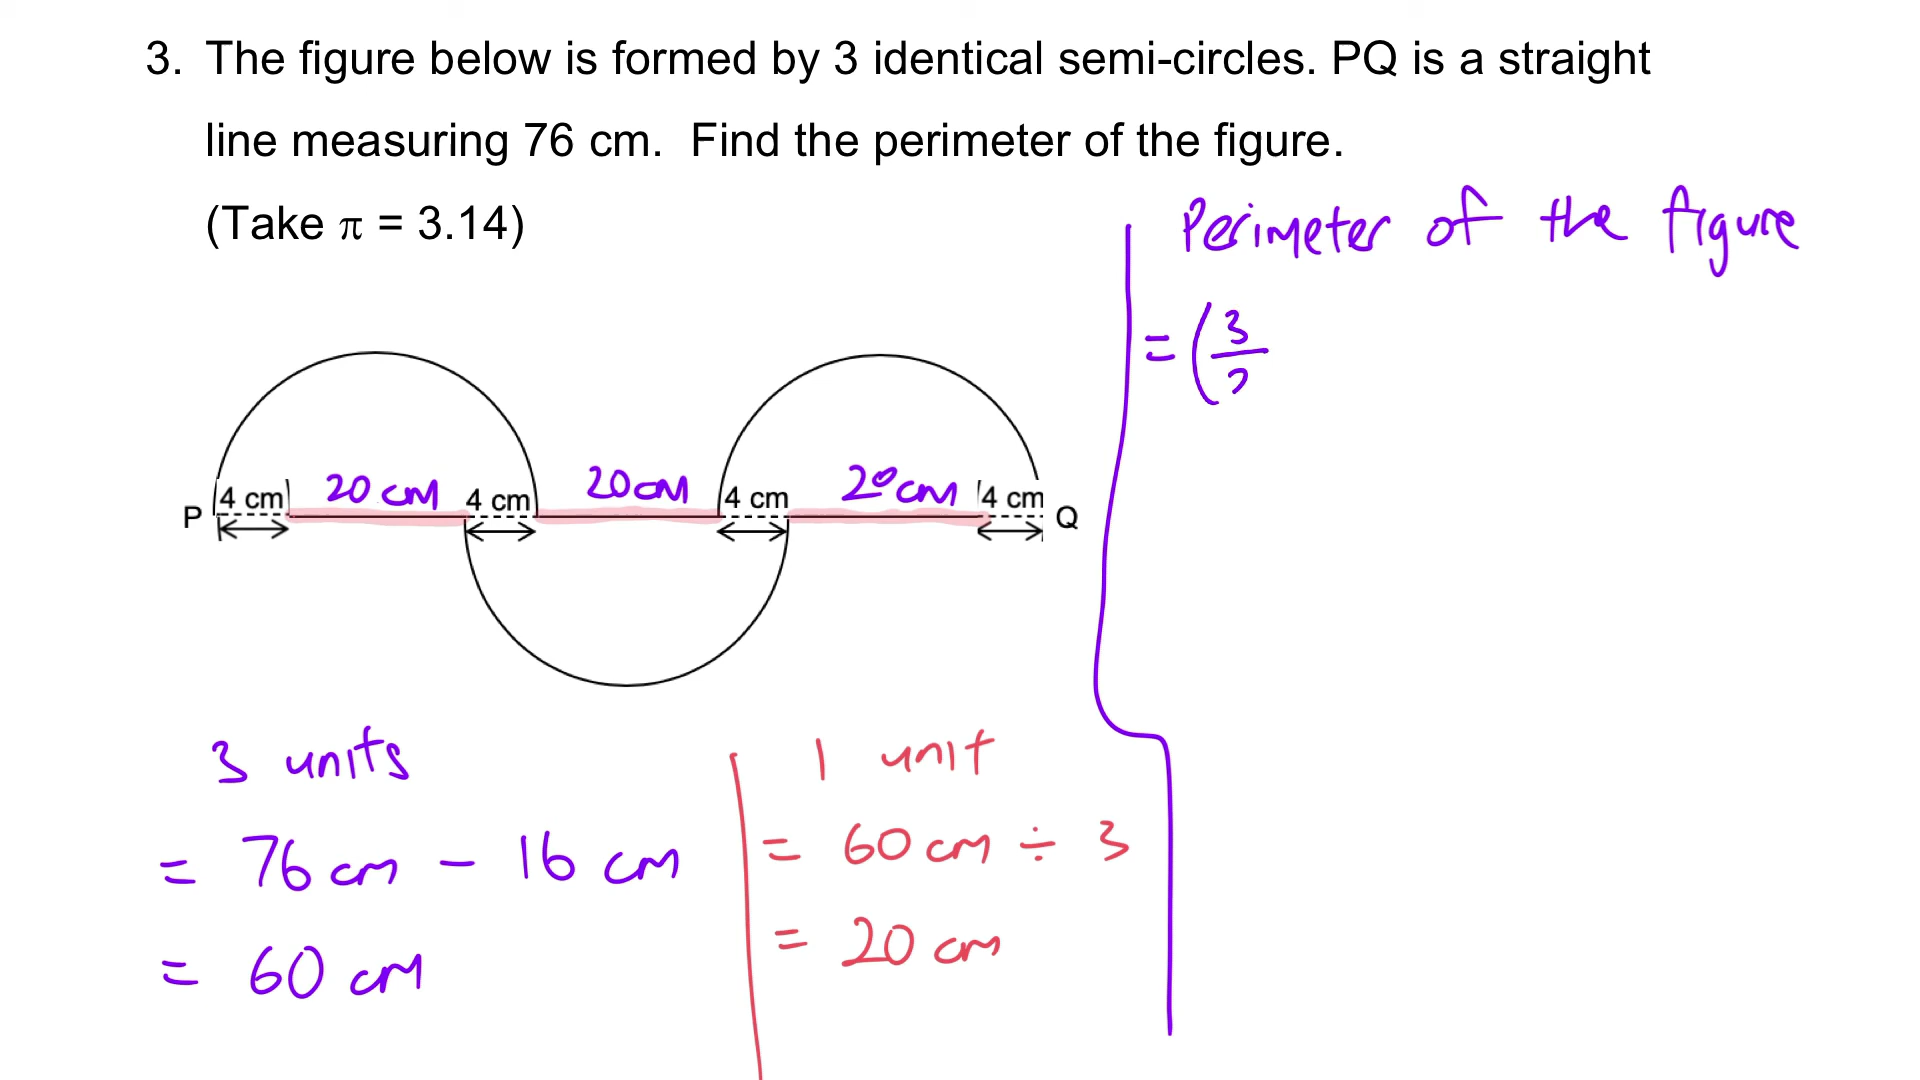 3. The figure below is formed by 3 identical semi-circles. PQ is a straight
line measuring 76 cm. Find the perimeter of the figure.
(Take π = 3.14)
Perimeter of the figure
= (3/2
P 4 cm 20 cm 4 cm 20 cm 4 cm 20 cm 4 cm Q
3 units
= 76 cm - 16 cm
= 60 cm
1 unit
= 60 cm ÷ 3
= 20 cm